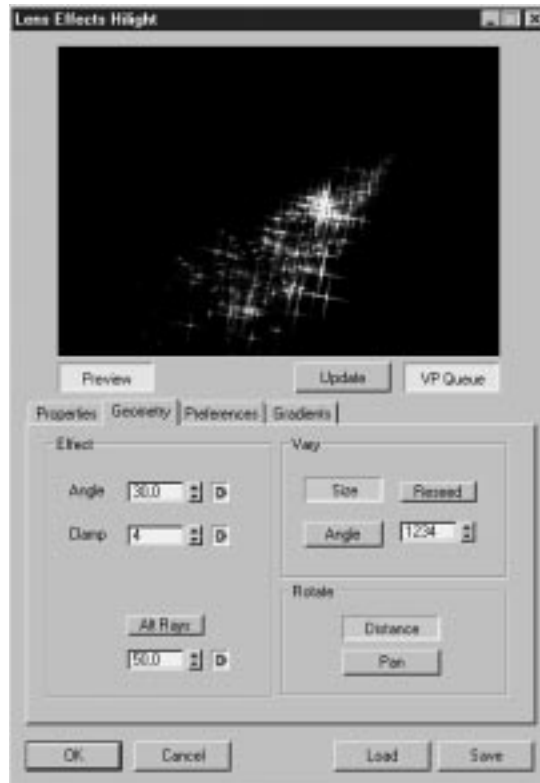 Lens Effects Hilight
Preview Update VP Queue
Properties Geometry Preferences Gradients
Effect Vary
Angle 30.0 Size Reseed
Clamp 4 Angle 1234
Rotate
Alt Rays Distance
50.0 Pan
OK Cancel Load Save